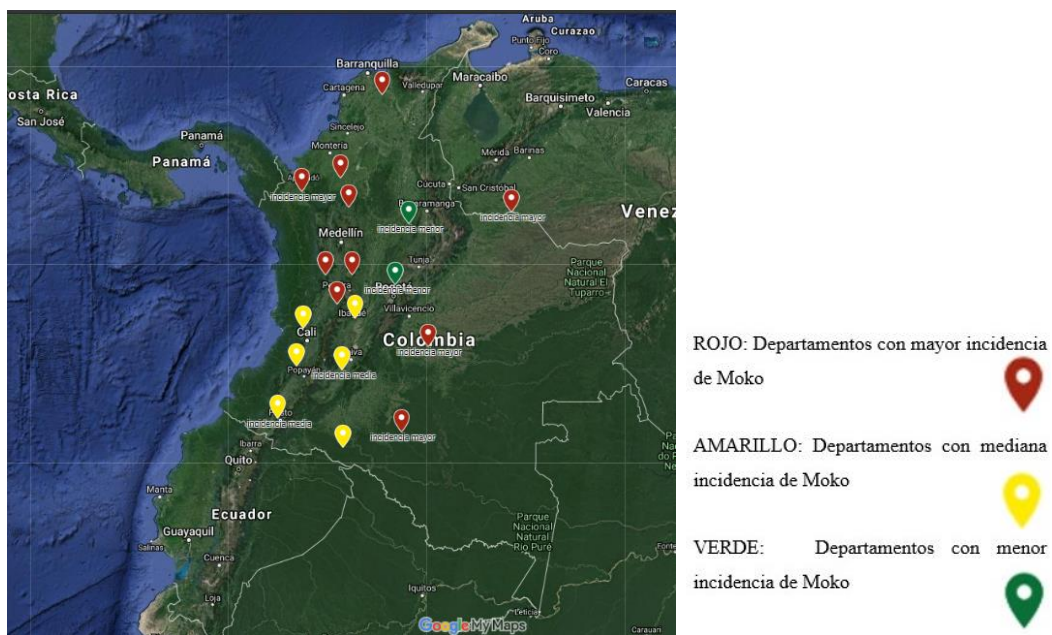 Aruba
Curazao
Punto Fijo
Coro
Barranquilla
Maracaibo
Caracas
Cartagena
Valledupar
Barquisimeto
Valencia
osta Rica
San José
Sincelejo
Panamá
Montería
Mérida
Barinas
Panamá
Cucuta
San Cristóbal
incidencia mayor
incidencia mayor
Venez
incidencia menor
Medellín
Tunja
Parque
Nacional
Natural El
Tuparro
incidencia menor
Villavicencio
Cali
Colombia
incidencia mayor
Popayán
incidencia media
incidencia media
incidencia mayor
Ibarra
Quito
Manta
Ecuador
Parque
Nacional
Natural
Río Puré
Guayaquil
Salinas
Cuenca
Loja
Iquitos
Leticia
Google My Maps
Carauari
ROJO: Departamentos con mayor incidencia
de Moko
AMARILLO: Departamentos con mediana
incidencia de Moko
VERDE: Departamentos con menor
incidencia de Moko